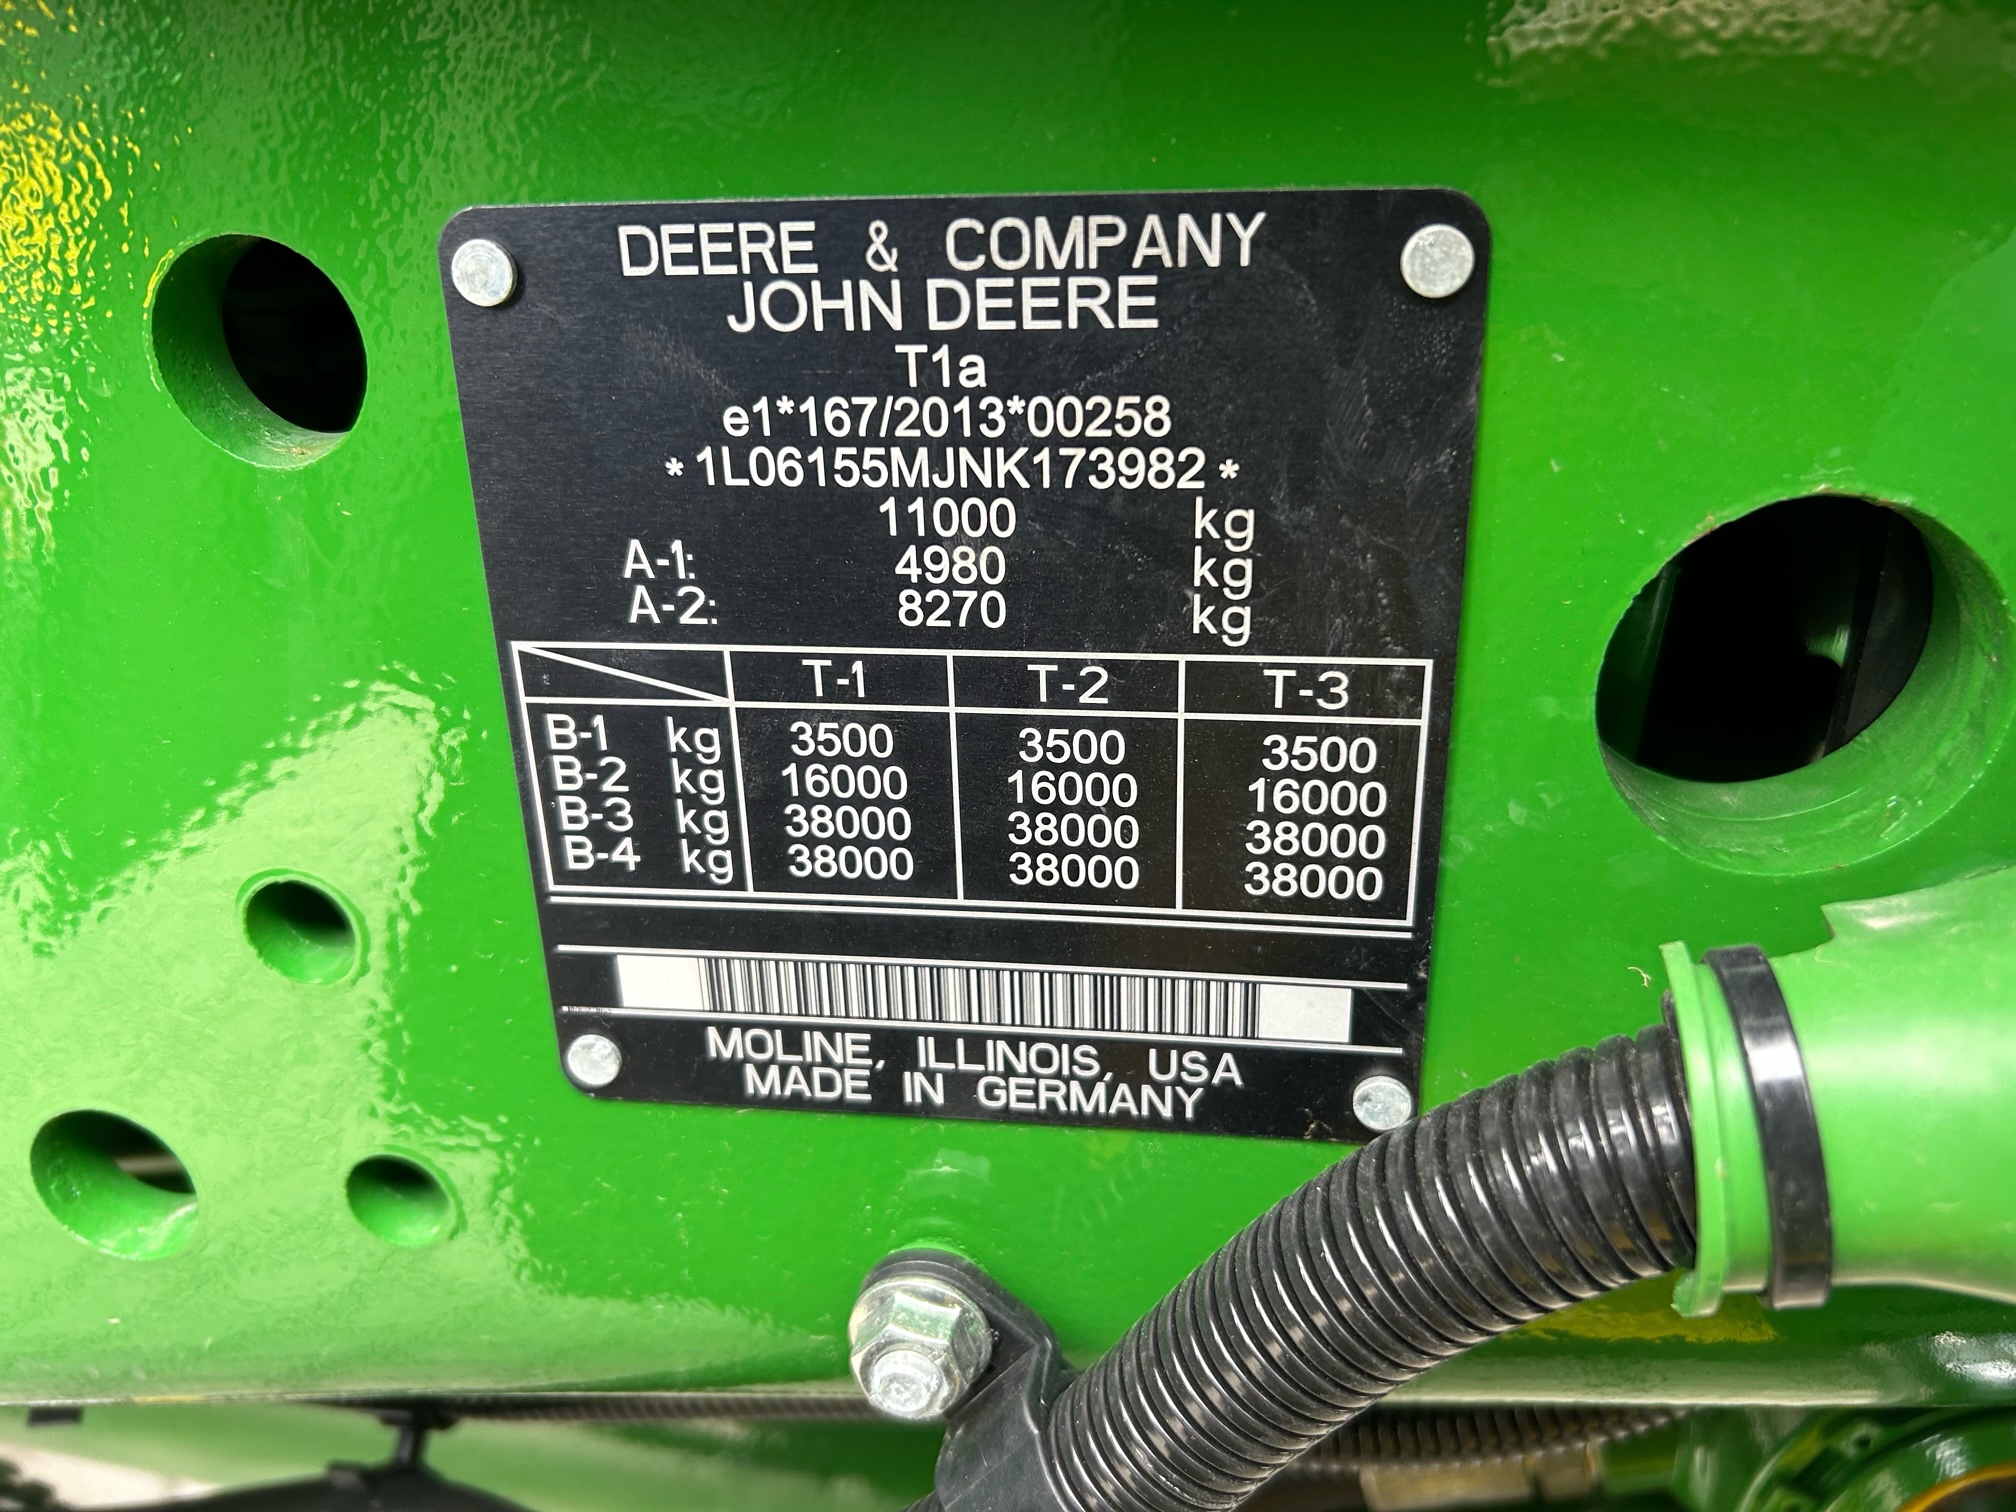 DEERE & COMPANY
JOHN DEERE
T1a
e1*167/2013*00258
*1L06155MJNK173982*
11000 kg
A-1: 4980 kg
A-2: 8270 kg
T-1 T-2 T-3
B-1 kg 3500 3500 3500
B-2 kg 16000 16000 16000
B-3 kg 38000 38000 38000
B-4 kg 38000 38000 38000
MOLINE, ILLINOIS, USA
MADE IN GERMANY